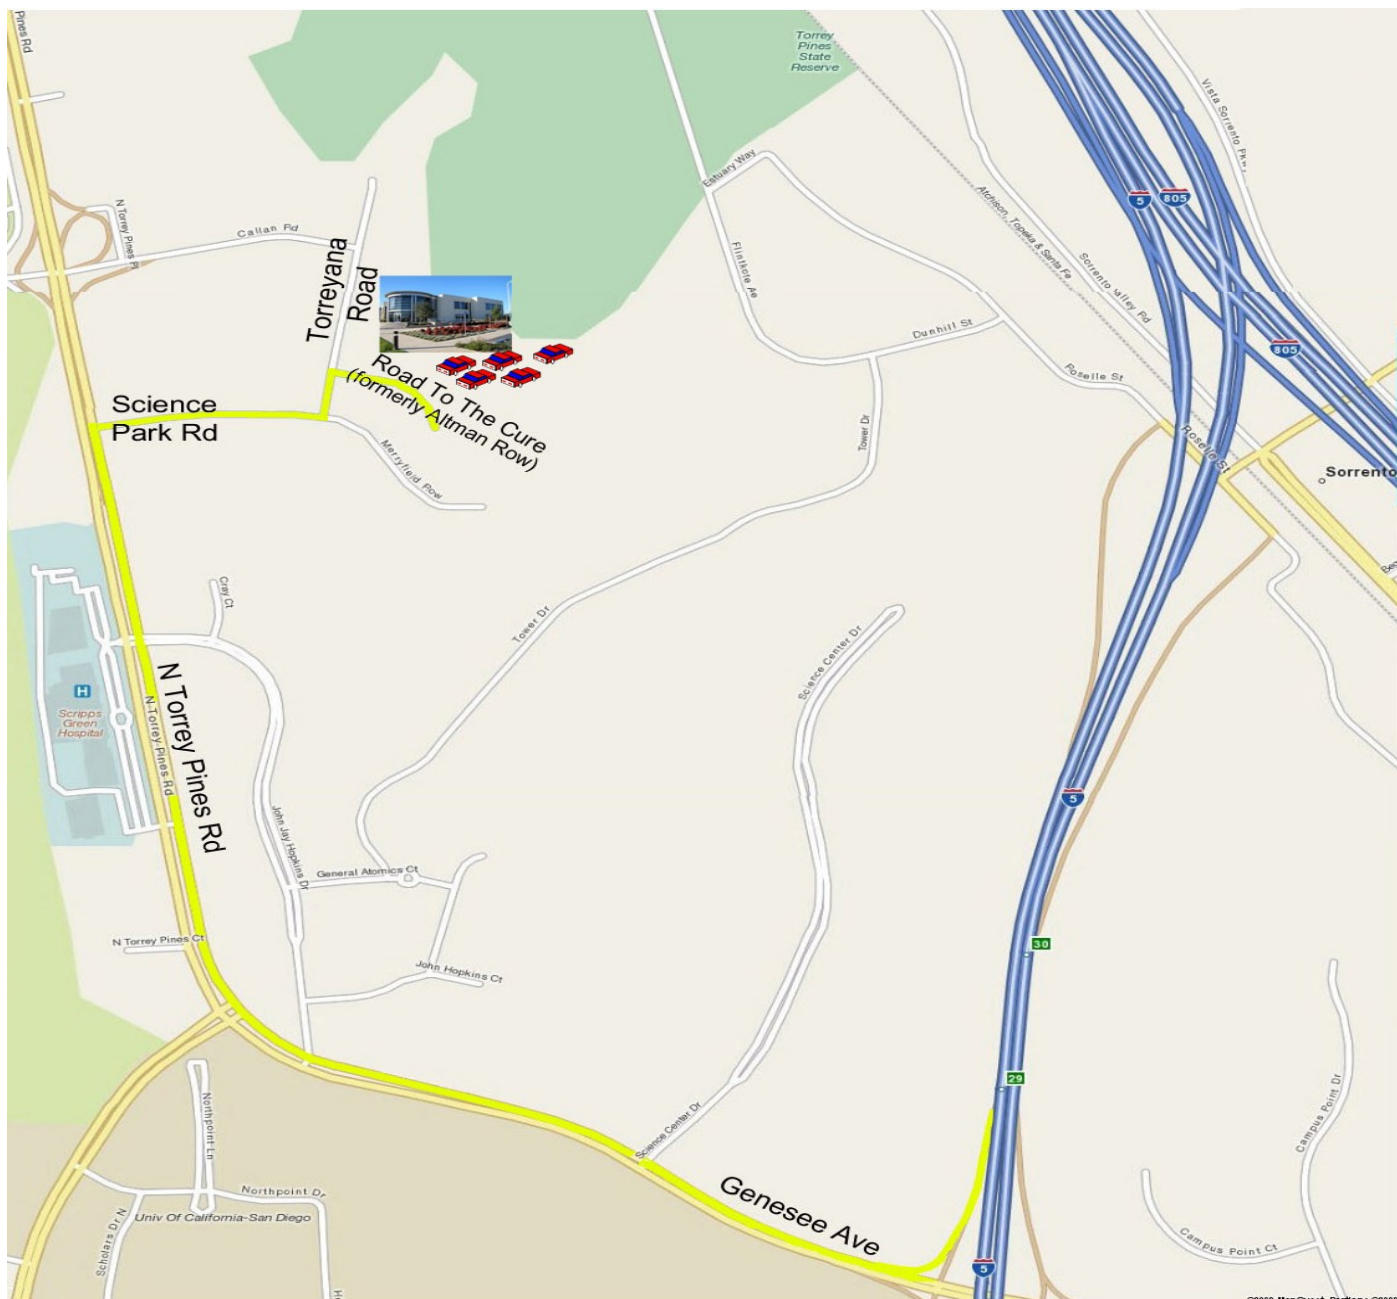 Pines Rd
Torrey
Pines
State
Reserve
Vista Sorrento Pkwy
Estuary Way
5
805
N Torrey Pines Pl
Callan Rd
Torreyana
Road
Flintkote Ae
Atchison, Topeka & Santa Fe
Sorrento Valley Rd
Dunhill St
805
Roselle St
Road To The Cure
(formerly Altman Row)
Science
Park Rd
Merryfield Row
Tower Dr
Roselle St
Sorrento
Cray Ct
Tower Dr
Science Center Dr
H
Scripps
Green
Hospital
N Torrey Pines Rd
N Torrey Pines Rd
5
John Jay Hopkins Dr
General Atomics Ct
N Torrey Pines Ct
John Hopkins Ct
30
29
Northpoint Ln
Science Center Dr
Campus Point Dr
Northpoint Dr
Univ Of California-San Diego
Scholars Dr N
Genesee Ave
Campus Point Ct
5